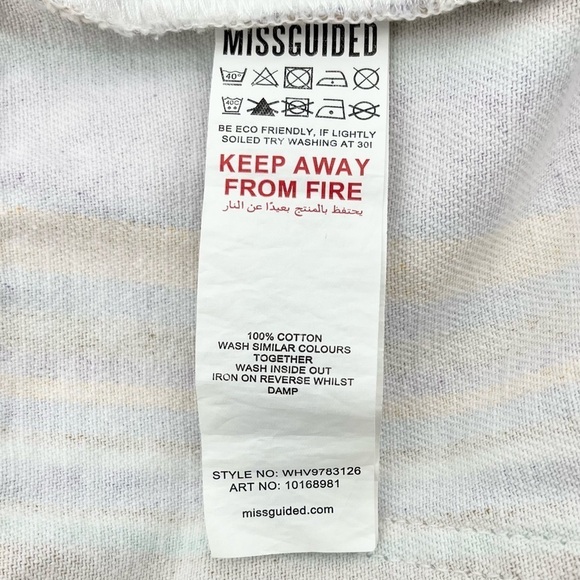 MISSGUIDED
40°
40C
BE ECO FRIENDLY, IF LIGHTLY
SOILED TRY WASHING AT 30!
KEEP AWAY
FROM FIRE
يحتفظ بالمنتج بعيدًا عن النار
100% COTTON
WASH SIMILAR COLOURS
TOGETHER
WASH INSIDE OUT
IRON ON REVERSE WHILST
DAMP
STYLE NO: WHV9783126
ART NO: 10168981
missguided.com